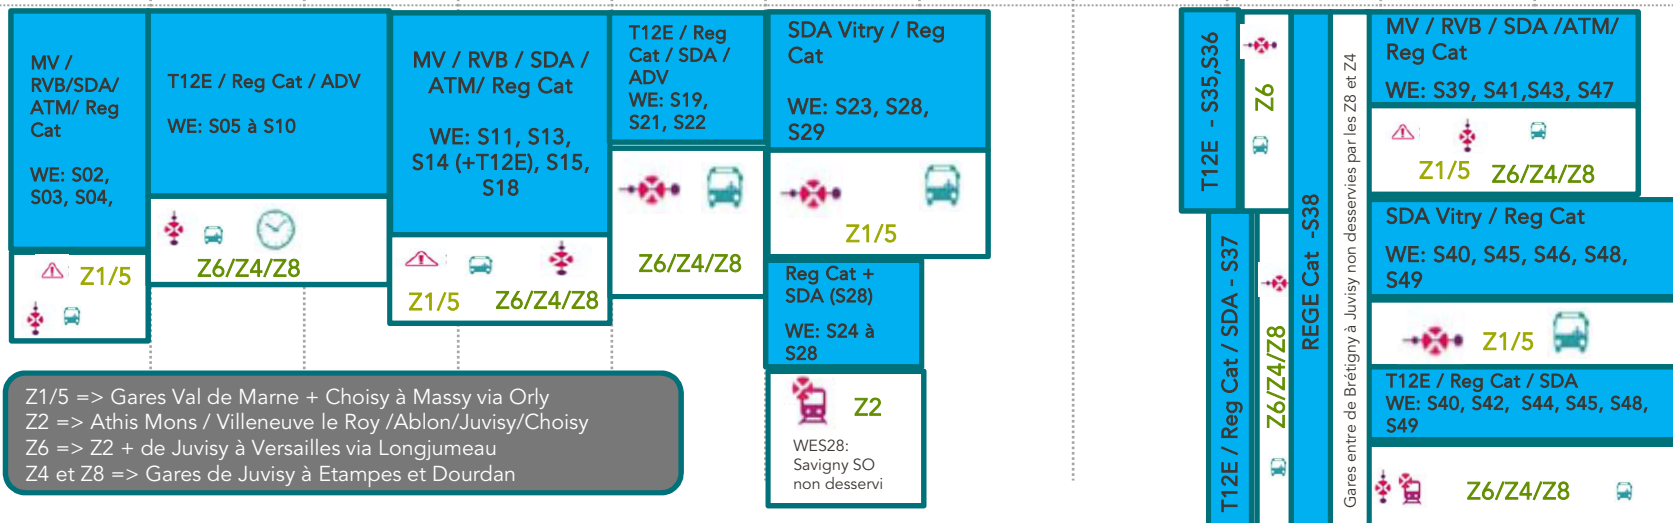 MV /
RVB/SDA/
ATM/ Reg
Cat
WE: S02,
S03, S04,
Z1/5
T12E / Reg Cat / ADV
WE: S05 à S10
Z6/Z4/Z8
MV / RVB / SDA /
ATM/ Reg Cat
WE: S11, S13,
S14 (+T12E), S15,
S18
Z1/5 Z6/Z4/Z8
T12E / Reg
Cat / SDA /
ADV
WE: S19,
S21, S22
Z6/Z4/Z8
SDA Vitry / Reg
Cat
WE: S23, S28,
S29
Z1/5
Reg Cat +
SDA (S28)
WE: S24 à
S28
Z2
WES28:
Savigny SO
non desservi
Z1/5 => Gares Val de Marne + Choisy à Massy via Orly
Z2 => Athis Mons / Villeneuve le Roy /Ablon/Juvisy/Choisy
Z6 => Z2 + de Juvisy à Versailles via Longjumeau
Z4 et Z8 => Gares de Juvisy à Etampes et Dourdan
T12E - S35,S36
Z6
T12E / Reg Cat / SDA - S37
Z6/Z4/Z8
REGE Cat -S38
Gares entre de Brétigny à Juvisy non desservies par les Z8 et Z4
MV / RVB / SDA /ATM/
Reg Cat
WE: S39, S41,S43, S47
Z1/5 Z6/Z4/Z8
SDA Vitry / Reg Cat
WE: S40, S45, S46, S48,
S49
Z1/5
T12E / Reg Cat / SDA
WE: S40, S42, S44, S45, S48,
S49
Z6/Z4/Z8